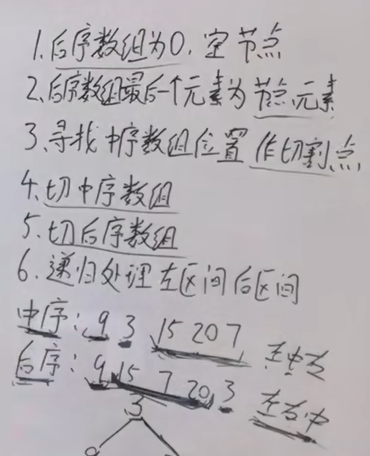 1.后序数组为0,空节点
2、后序数组最后一个元素为节点元素
3、寻找中序数组位置作切割点
4、切中序数组
5、切后序数组
6、递归处理左区间后区间
中序:9 3 15 20 7 左中右
后序:9 15 7 20,3 左右中
3